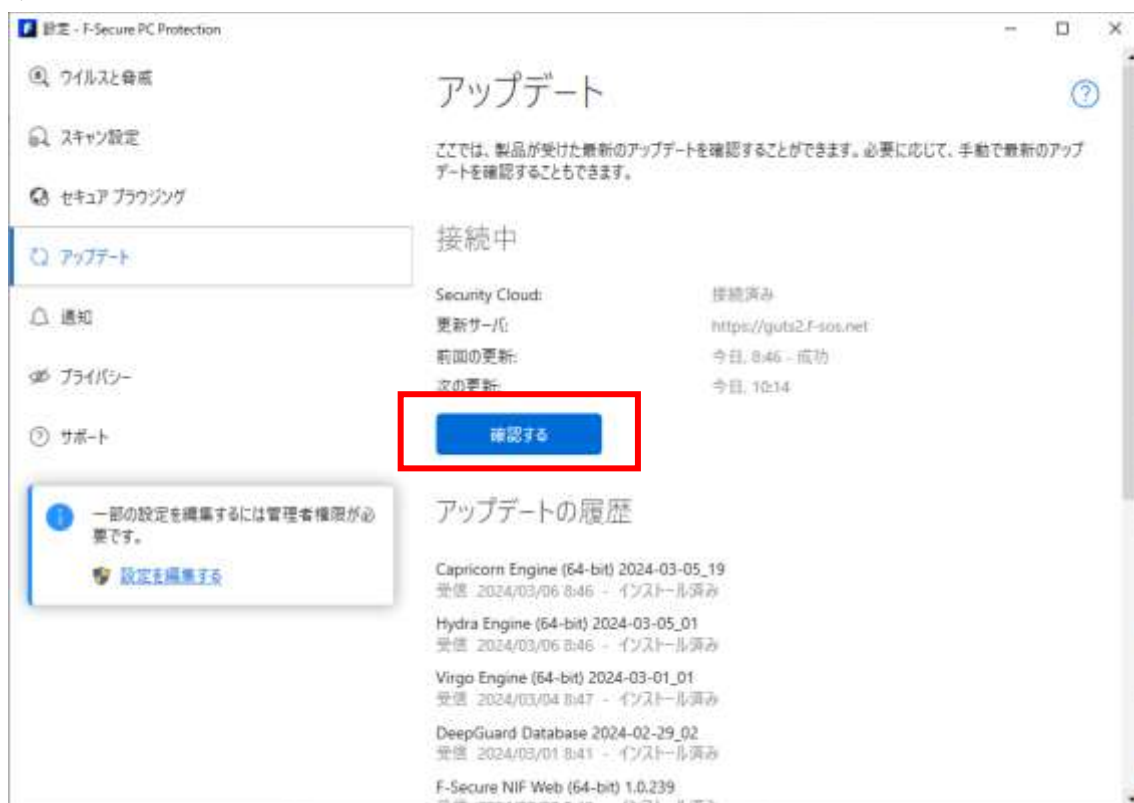 設定 - F-Secure PC Protection
ウイルスと脅威
スキャン設定
セキュア ブラウジング
アップデート
通知
プライバシー
サポート
一部の設定を編集するには管理者権限が必
要です。
設定を編集する
アップデート
ここでは、製品が受けた最新のアップデートを確認することができます。必要に応じて、手動で最新のアップ
デートを確認することもできます。
接続中
Security Cloud: 接続済み
更新サーバ: https://guts2.f-sos.net
前回の更新: 今日, 8:46 - 成功
次の更新: 今日, 10:14
確認する
アップデートの履歴
Capricorn Engine (64-bit) 2024-03-05_19
受信 2024/03/06 8:46 - インストール済み
Hydra Engine (64-bit) 2024-03-05_01
受信 2024/03/06 8:46 - インストール済み
Virgo Engine (64-bit) 2024-03-01_01
受信 2024/03/04 8:47 - インストール済み
DeepGuard Database 2024-02-29_02
受信 2024/03/01 8:41 - インストール済み
F-Secure NIF Web (64-bit) 1.0.239